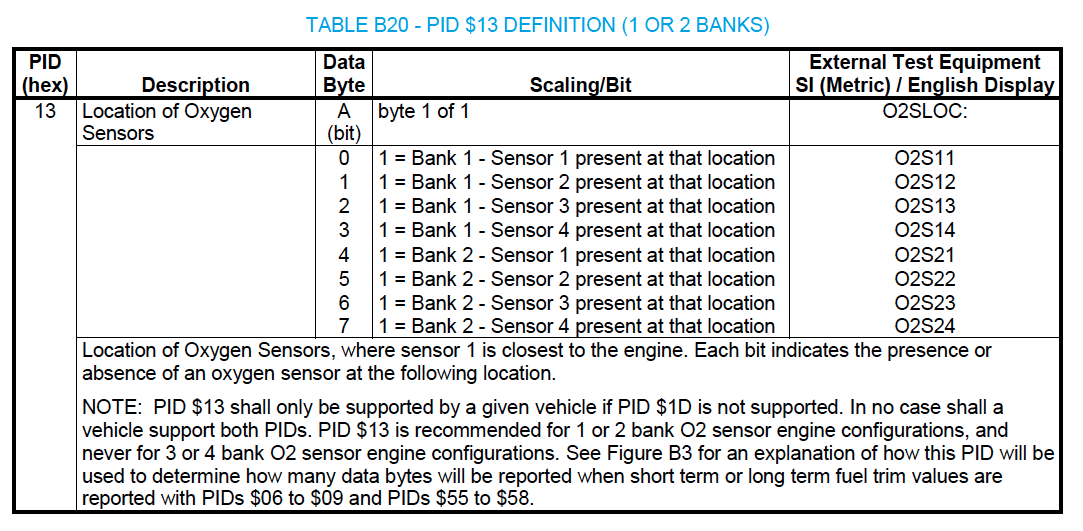 TABLE B20 - PID $13 DEFINITION (1 OR 2 BANKS)
PID (hex) Description Data Byte Scaling/Bit External Test Equipment SI (Metric) / English Display
13 Location of Oxygen Sensors A (bit) byte 1 of 1 O2SLOC:
0 1 = Bank 1 - Sensor 1 present at that location O2S11
1 1 = Bank 1 - Sensor 2 present at that location O2S12
2 1 = Bank 1 - Sensor 3 present at that location O2S13
3 1 = Bank 1 - Sensor 4 present at that location O2S14
4 1 = Bank 2 - Sensor 1 present at that location O2S21
5 1 = Bank 2 - Sensor 2 present at that location O2S22
6 1 = Bank 2 - Sensor 3 present at that location O2S23
7 1 = Bank 2 - Sensor 4 present at that location O2S24
Location of Oxygen Sensors, where sensor 1 is closest to the engine. Each bit indicates the presence or
absence of an oxygen sensor at the following location.
NOTE: PID $13 shall only be supported by a given vehicle if PID $1D is not supported. In no case shall a
vehicle support both PIDs. PID $13 is recommended for 1 or 2 bank O2 sensor engine configurations, and
never for 3 or 4 bank O2 sensor engine configurations. See Figure B3 for an explanation of how this PID will be
used to determine how many data bytes will be reported when short term or long term fuel trim values are
reported with PIDs $06 to $09 and PIDs $55 to $58.